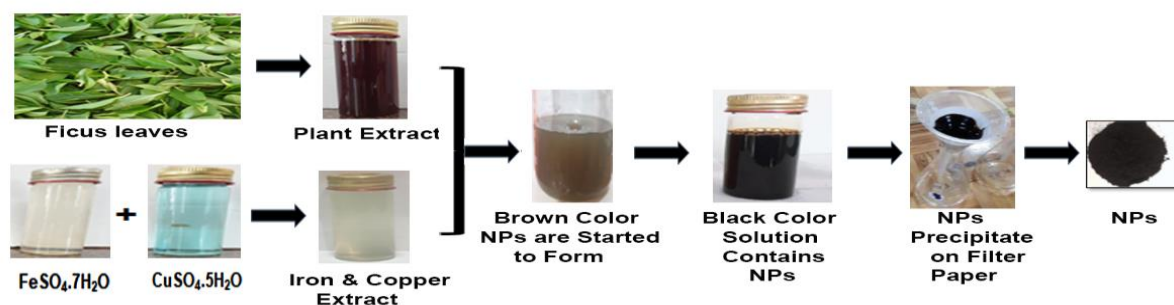 Ficus leaves
Plant Extract
+
FeSO₄.7H₂O
CuSO₄.5H₂O
Iron & Copper
Extract
Brown Color
NPs are Started
to Form
Black Color
Solution
Contains
NPs
NPs
Precipitate
on Filter
Paper
NPs